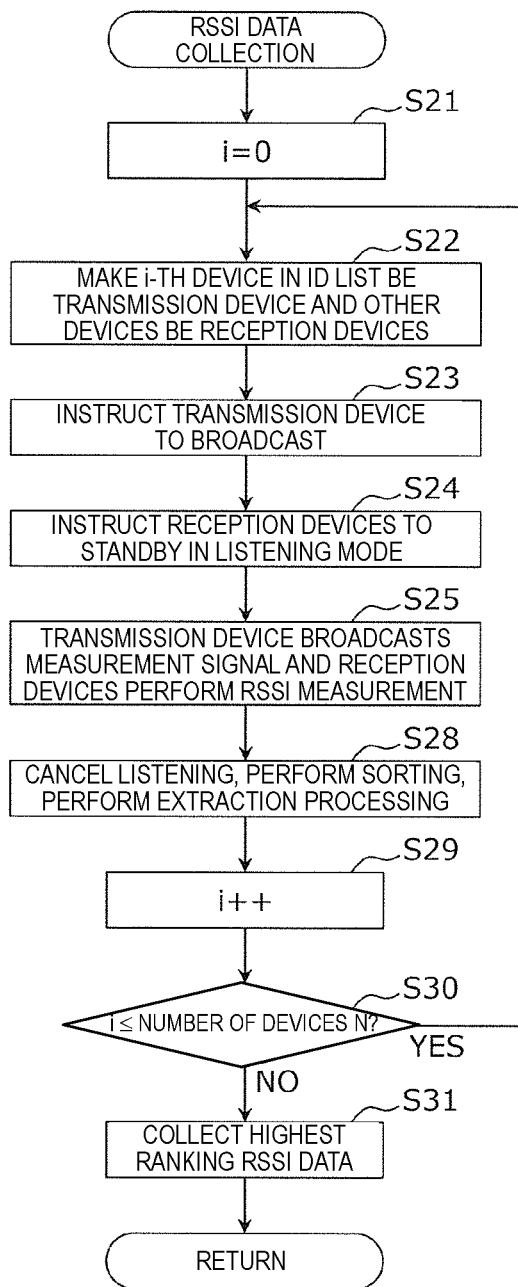 RSSI DATA
COLLECTION
S21
i=0
S22
MAKE i-TH DEVICE IN ID LIST BE
TRANSMISSION DEVICE AND OTHER
DEVICES BE RECEPTION DEVICES
S23
INSTRUCT TRANSMISSION DEVICE
TO BROADCAST
S24
INSTRUCT RECEPTION DEVICES TO
STANDBY IN LISTENING MODE
S25
TRANSMISSION DEVICE BROADCASTS
MEASUREMENT SIGNAL AND RECEPTION
DEVICES PERFORM RSSI MEASUREMENT
S28
CANCEL LISTENING, PERFORM SORTING,
PERFORM EXTRACTION PROCESSING
S29
i++
S30
i ≤ NUMBER OF DEVICES N?
YES
NO
S31
COLLECT HIGHEST
RANKING RSSI DATA
RETURN